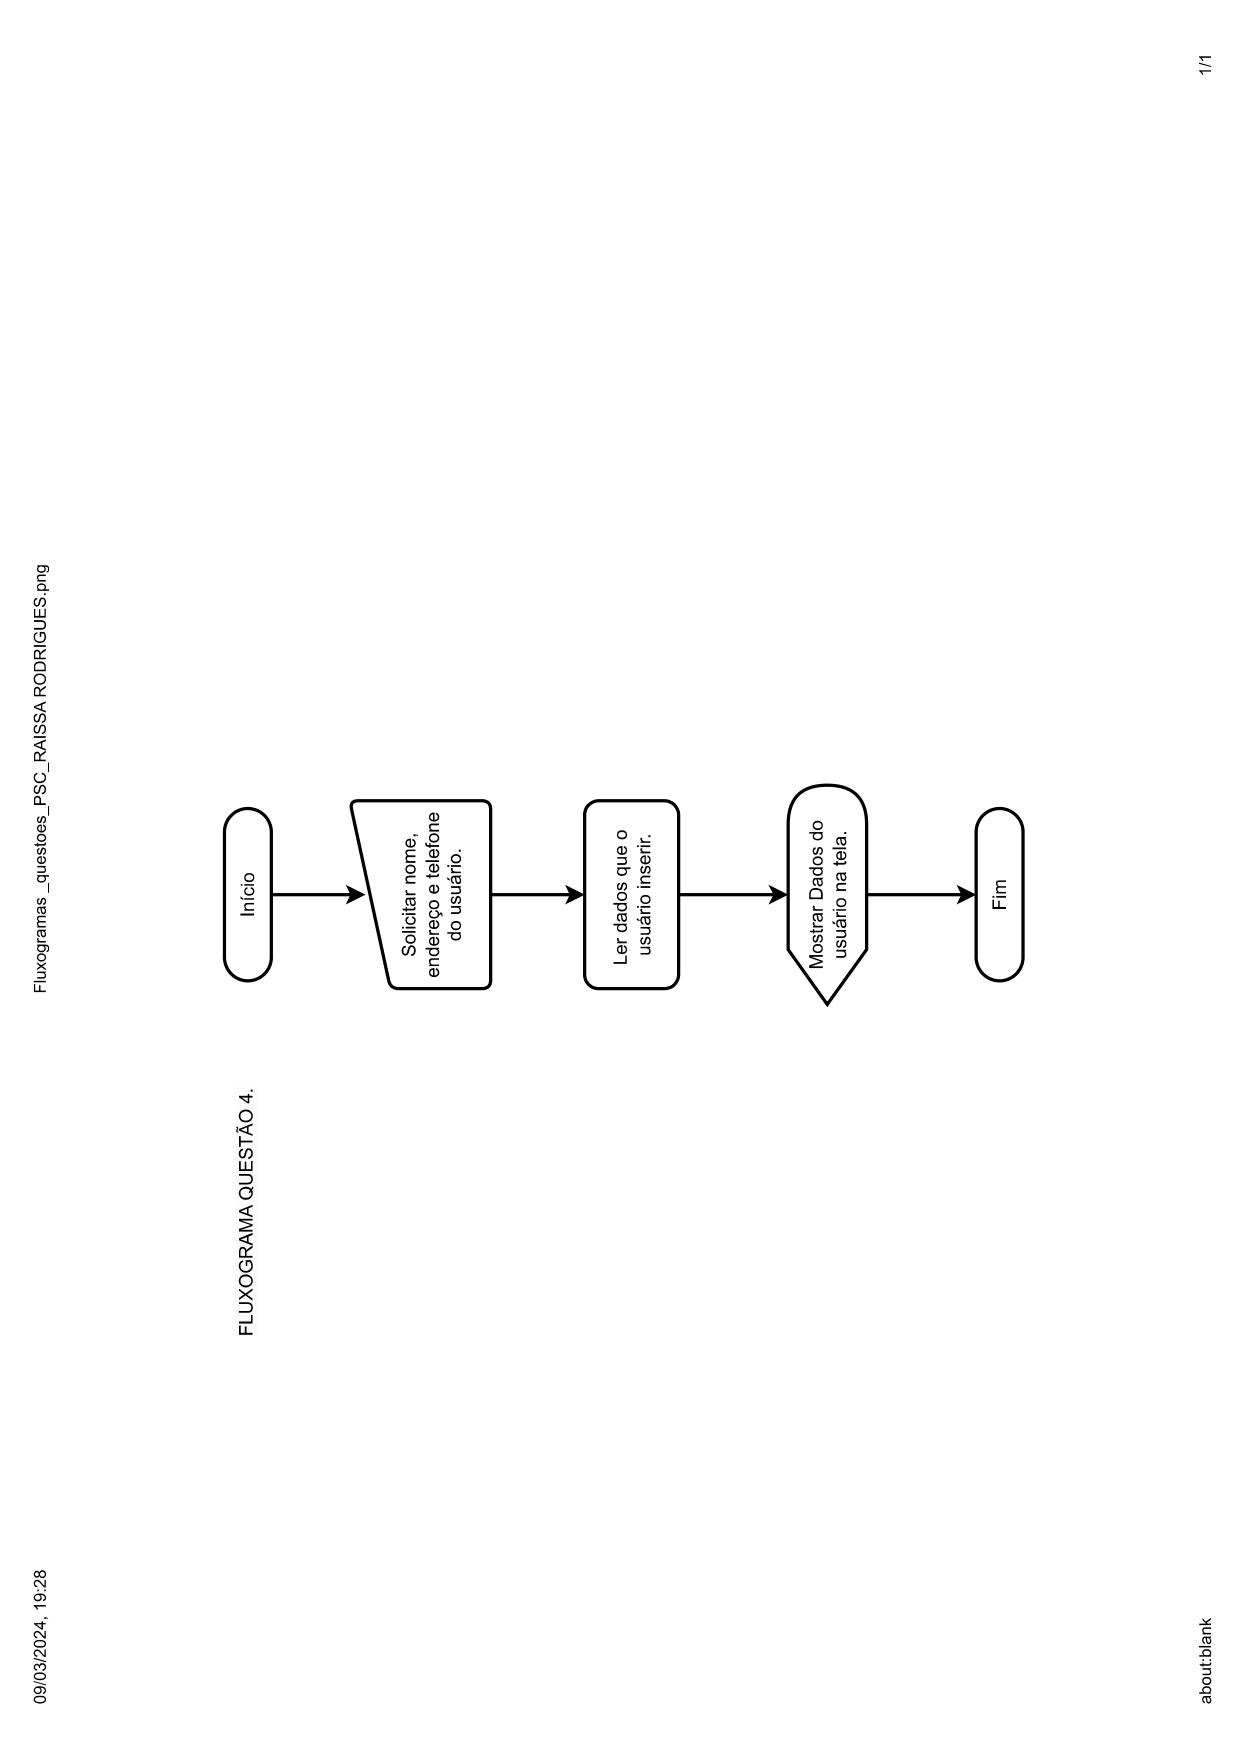 09/03/2024, 19:28
Fluxogramas _questoes_PSC_RAISSA RODRIGUES.png
FLUXOGRAMA QUESTÃO 4.
Início
Solicitar nome,
endereço e telefone
do usuário.
Ler dados que o
usuário inserir.
Mostrar Dados do
usuário na tela.
Fim
about:blank
1/1